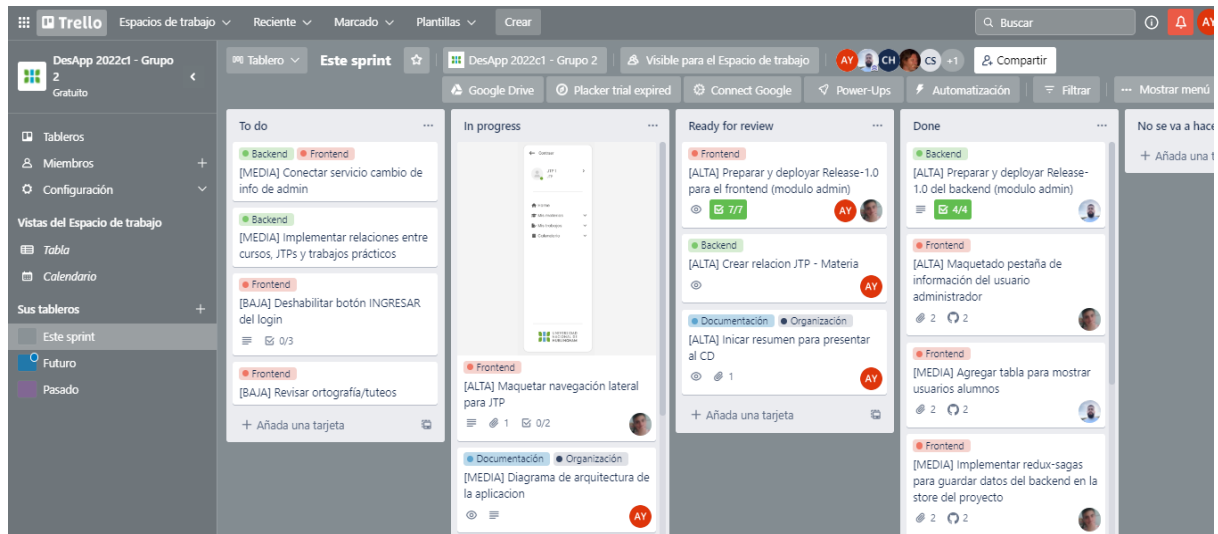 Trello Espacios de trabajo Reciente Marcado Plantillas Crear Buscar AY
DesApp 2022c1 - Grupo
2
Gratuito
Tableros
Miembros
Configuración
Vistas del Espacio de trabajo
Tabla
Calendario
Sus tableros
Este sprint
Futuro
Pasado
Tablero Este sprint DesApp 2022c1 - Grupo 2 Visible para el Espacio de trabajo AY CH CS +1 Compartir
Google Drive Placker trial expired Connect Google Power-Ups Automatización Filtrar Mostrar menú
To do
Backend Frontend
[MEDIA] Conectar servicio cambio de
info de admin
Backend
[MEDIA] Implementar relaciones entre
cursos, JTPs y trabajos prácticos
Frontend
[BAJA] Deshabilitar botón INGRESAR
del login
0/3
Frontend
[BAJA] Revisar ortografía/tuteos
+ Añada una tarjeta
In progress
Frontend
[ALTA] Maquetar navegación lateral
para JTP
1 0/2
Documentación Organización
[MEDIA] Diagrama de arquitectura de
la aplicacion
AY
Ready for review
Frontend
[ALTA] Preparar y deployar Release-1.0
para el frontend (modulo admin)
7/7 AY
Backend
[ALTA] Crear relacion JTP - Materia
AY
Documentación Organización
[ALTA] Inicar resumen para presentar
al CD
1 AY
+ Añada una tarjeta
Done
Backend
[ALTA] Preparar y deployar Release-
1.0 del backend (modulo admin)
4/4
Frontend
[ALTA] Maquetado pestaña de
información del usuario
administrador
2 2
Frontend
[MEDIA] Agregar tabla para mostrar
usuarios alumnos
2 2
Frontend
[MEDIA] Implementar redux-sagas
para guardar datos del backend en la
store del proyecto
2 2
No se va a hace
+ Añada una t